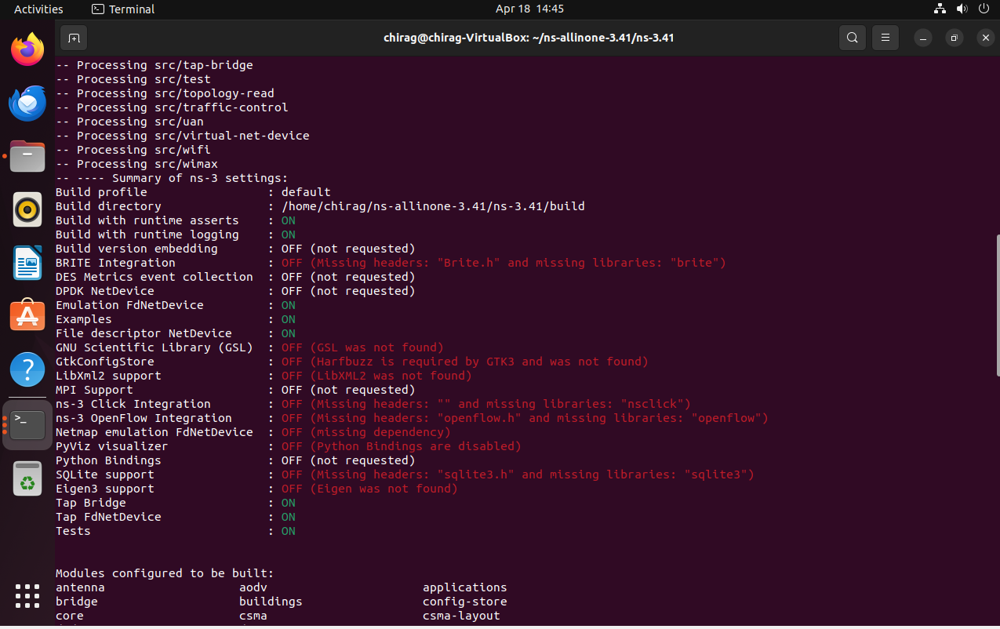 Activities Terminal Apr 18 14:45
chirag@chirag-VirtualBox: ~/ns-allinone-3.41/ns-3.41
-- Processing src/tap-bridge
-- Processing src/test
-- Processing src/topology-read
-- Processing src/traffic-control
-- Processing src/uan
-- Processing src/virtual-net-device
-- Processing src/wifi
-- Processing src/wimax
-- ---- Summary of ns-3 settings:
Build profile : default
Build directory : /home/chirag/ns-allinone-3.41/ns-3.41/build
Build with runtime asserts : ON
Build with runtime logging : ON
Build version embedding : OFF (not requested)
BRITE Integration : OFF (Missing headers: "Brite.h" and missing libraries: "brite")
DES Metrics event collection : OFF (not requested)
DPDK NetDevice : OFF (not requested)
Emulation FdNetDevice : ON
Examples : ON
File descriptor NetDevice : ON
GNU Scientific Library (GSL) : OFF (GSL was not found)
GtkConfigStore : OFF (Harfbuzz is required by GTK3 and was not found)
LibXml2 support : OFF (LibXML2 was not found)
MPI Support : OFF (not requested)
ns-3 Click Integration : OFF (Missing headers: "" and missing libraries: "nsclick")
ns-3 OpenFlow Integration : OFF (Missing headers: "openflow.h" and missing libraries: "openflow")
Netmap emulation FdNetDevice : OFF (missing dependency)
PyViz visualizer : OFF (Python Bindings are disabled)
Python Bindings : OFF (not requested)
SQLite support : OFF (Missing headers: "sqlite3.h" and missing libraries: "sqlite3")
Eigen3 support : OFF (Eigen was not found)
Tap Bridge : ON
Tap FdNetDevice : ON
Tests : ON
Modules configured to be built:
antenna aodv applications
bridge buildings config-store
core csma csma-layout